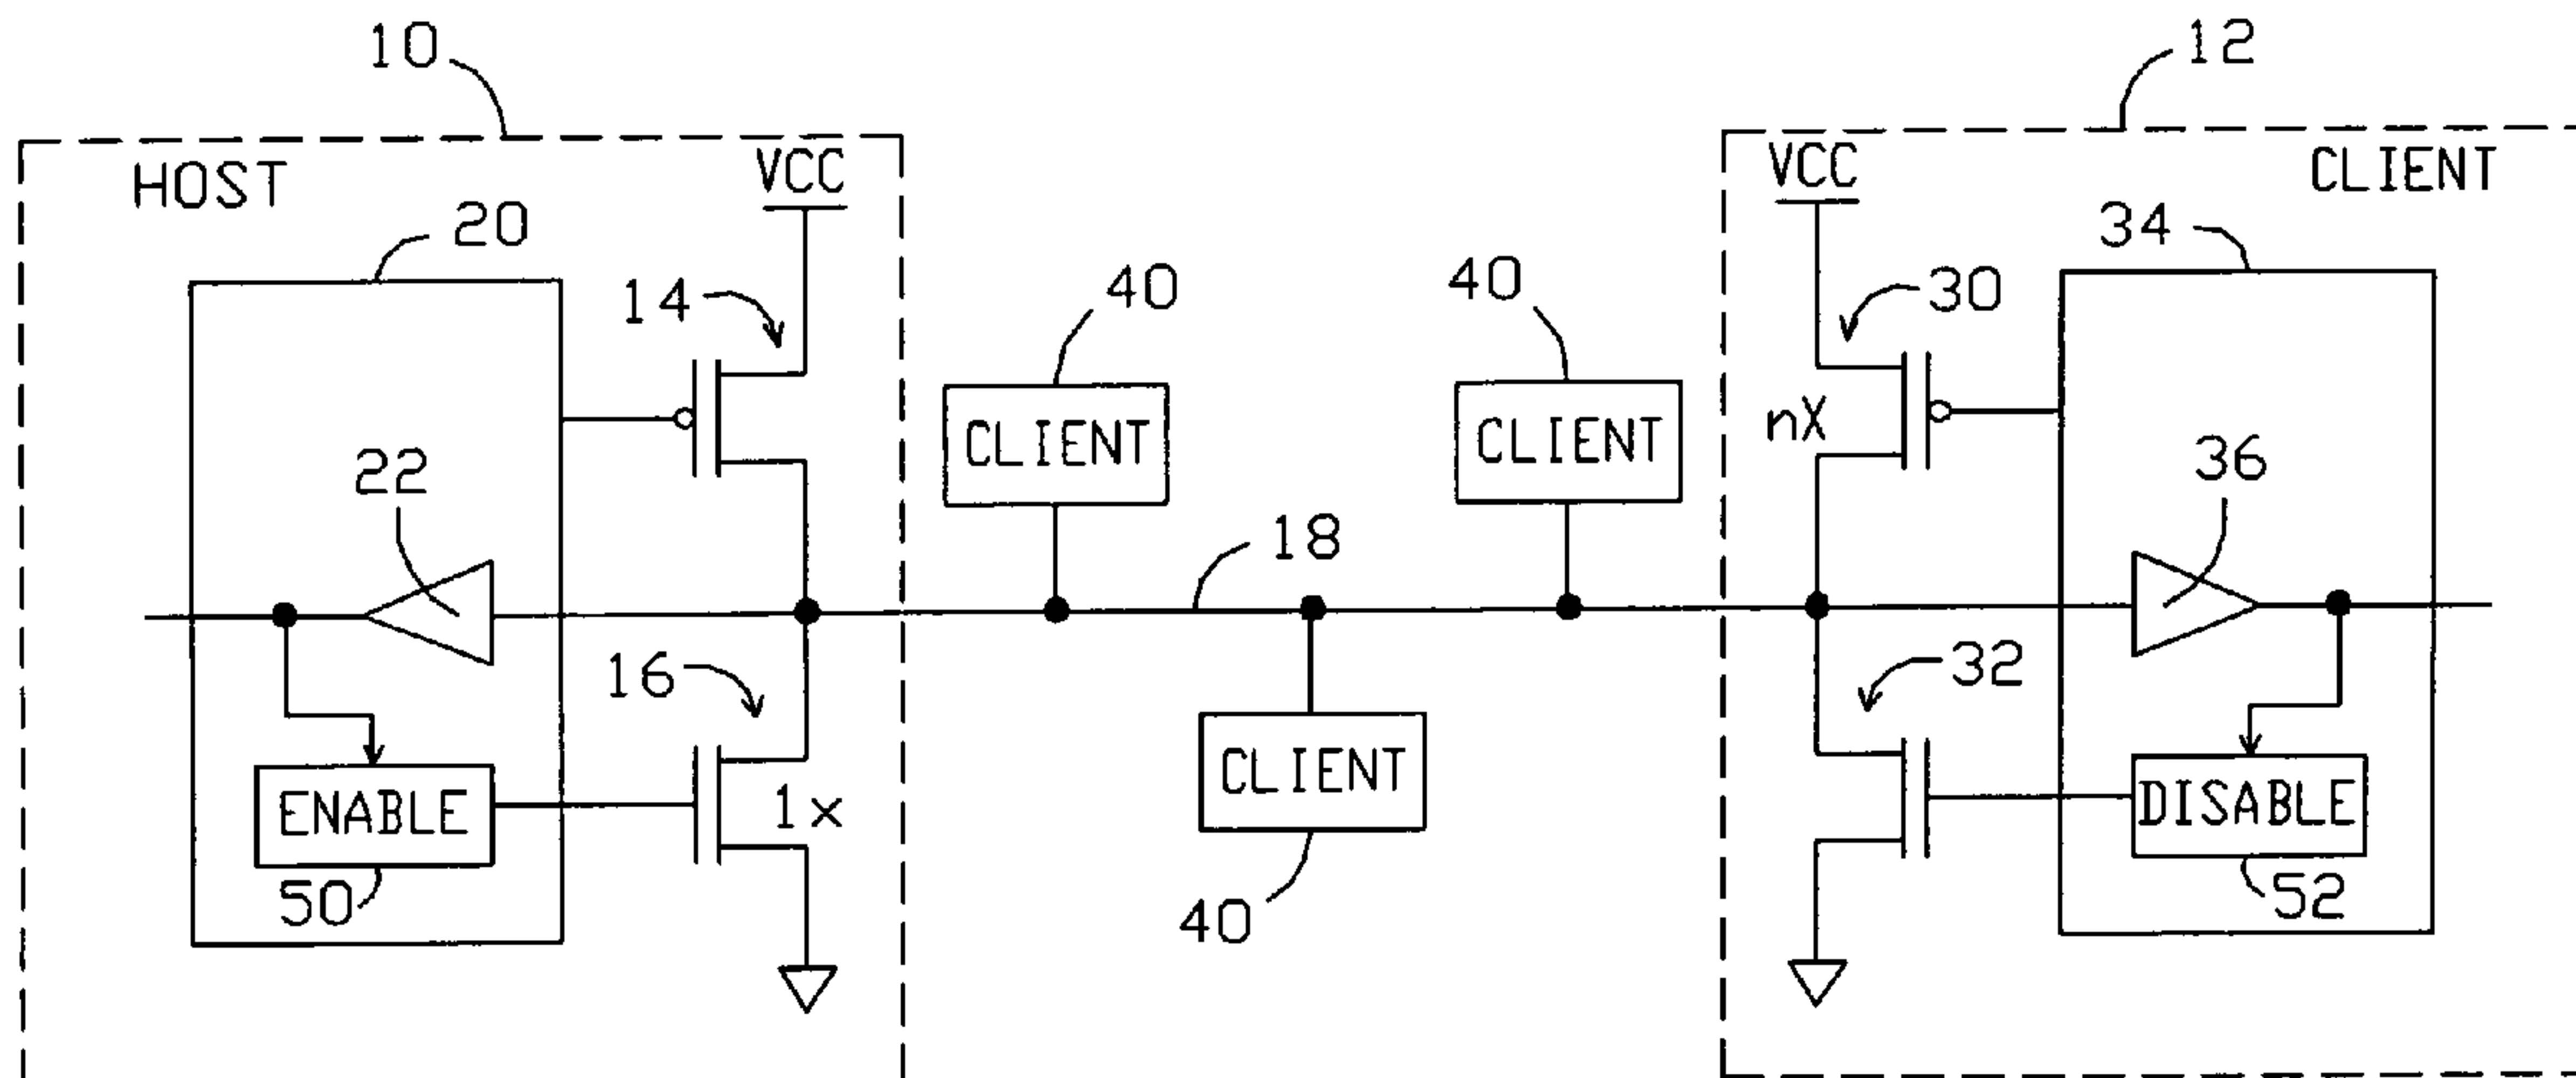 10
12
HOST
VCC
VCC
CLIENT
20
34
14
40
40
30
CLIENT
CLIENT
nX
22
36
18
16
32
ENABLE
1x
CLIENT
DISABLE
50
40
52